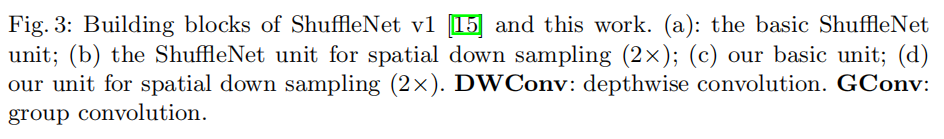 Fig. 3: Building blocks of ShuffleNet v1 [15] and this work. (a): the basic ShuffleNet
unit; (b) the ShuffleNet unit for spatial down sampling (2×); (c) our basic unit; (d)
our unit for spatial down sampling (2×). DWConv: depthwise convolution. GConv:
group convolution.